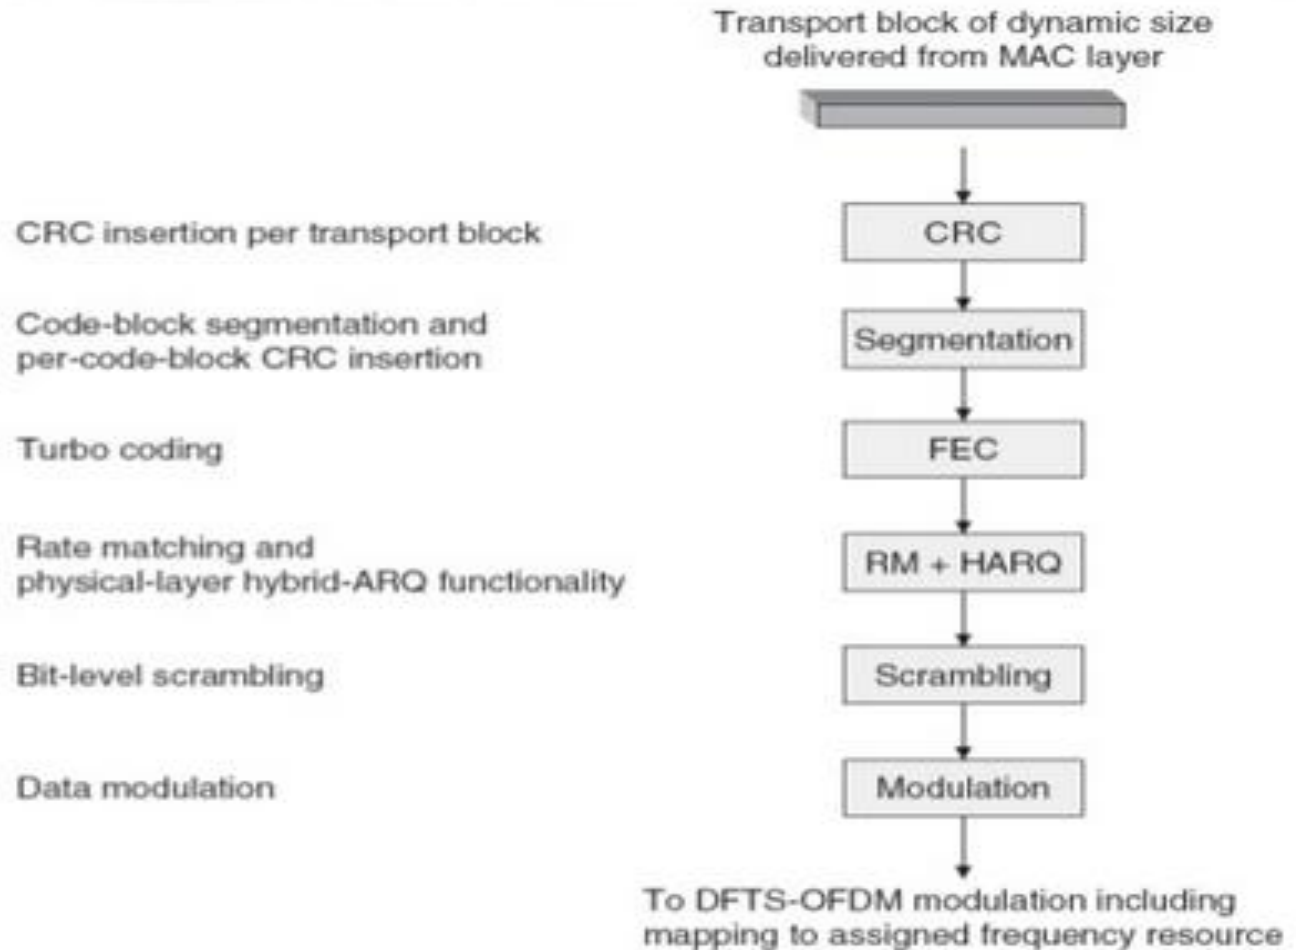 Transport block of dynamic size
delivered from MAC layer
CRC insertion per transport block
CRC
Code-block segmentation and
per-code-block CRC insertion
Segmentation
Turbo coding
FEC
Rate matching and
physical-layer hybrid-ARQ functionality
RM + HARQ
Bit-level scrambling
Scrambling
Data modulation
Modulation
To DFTS-OFDM modulation including
mapping to assigned frequency resource